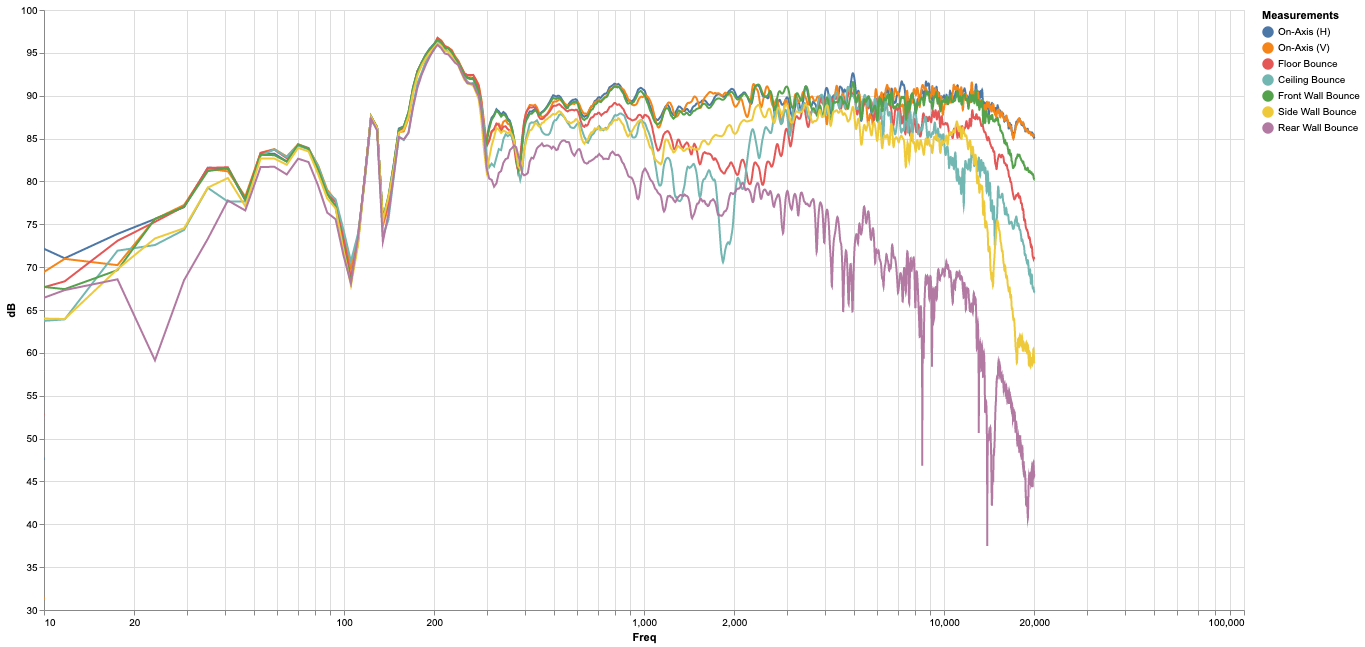 100
95
90
85
80
75
70
65
60
55
50
45
40
35
30
dB
10
20
100
200
1,000
2,000
10,000
20,000
100,000
Freq
Measurements
On-Axis (H)
On-Axis (V)
Floor Bounce
Ceiling Bounce
Front Wall Bounce
Side Wall Bounce
Rear Wall Bounce